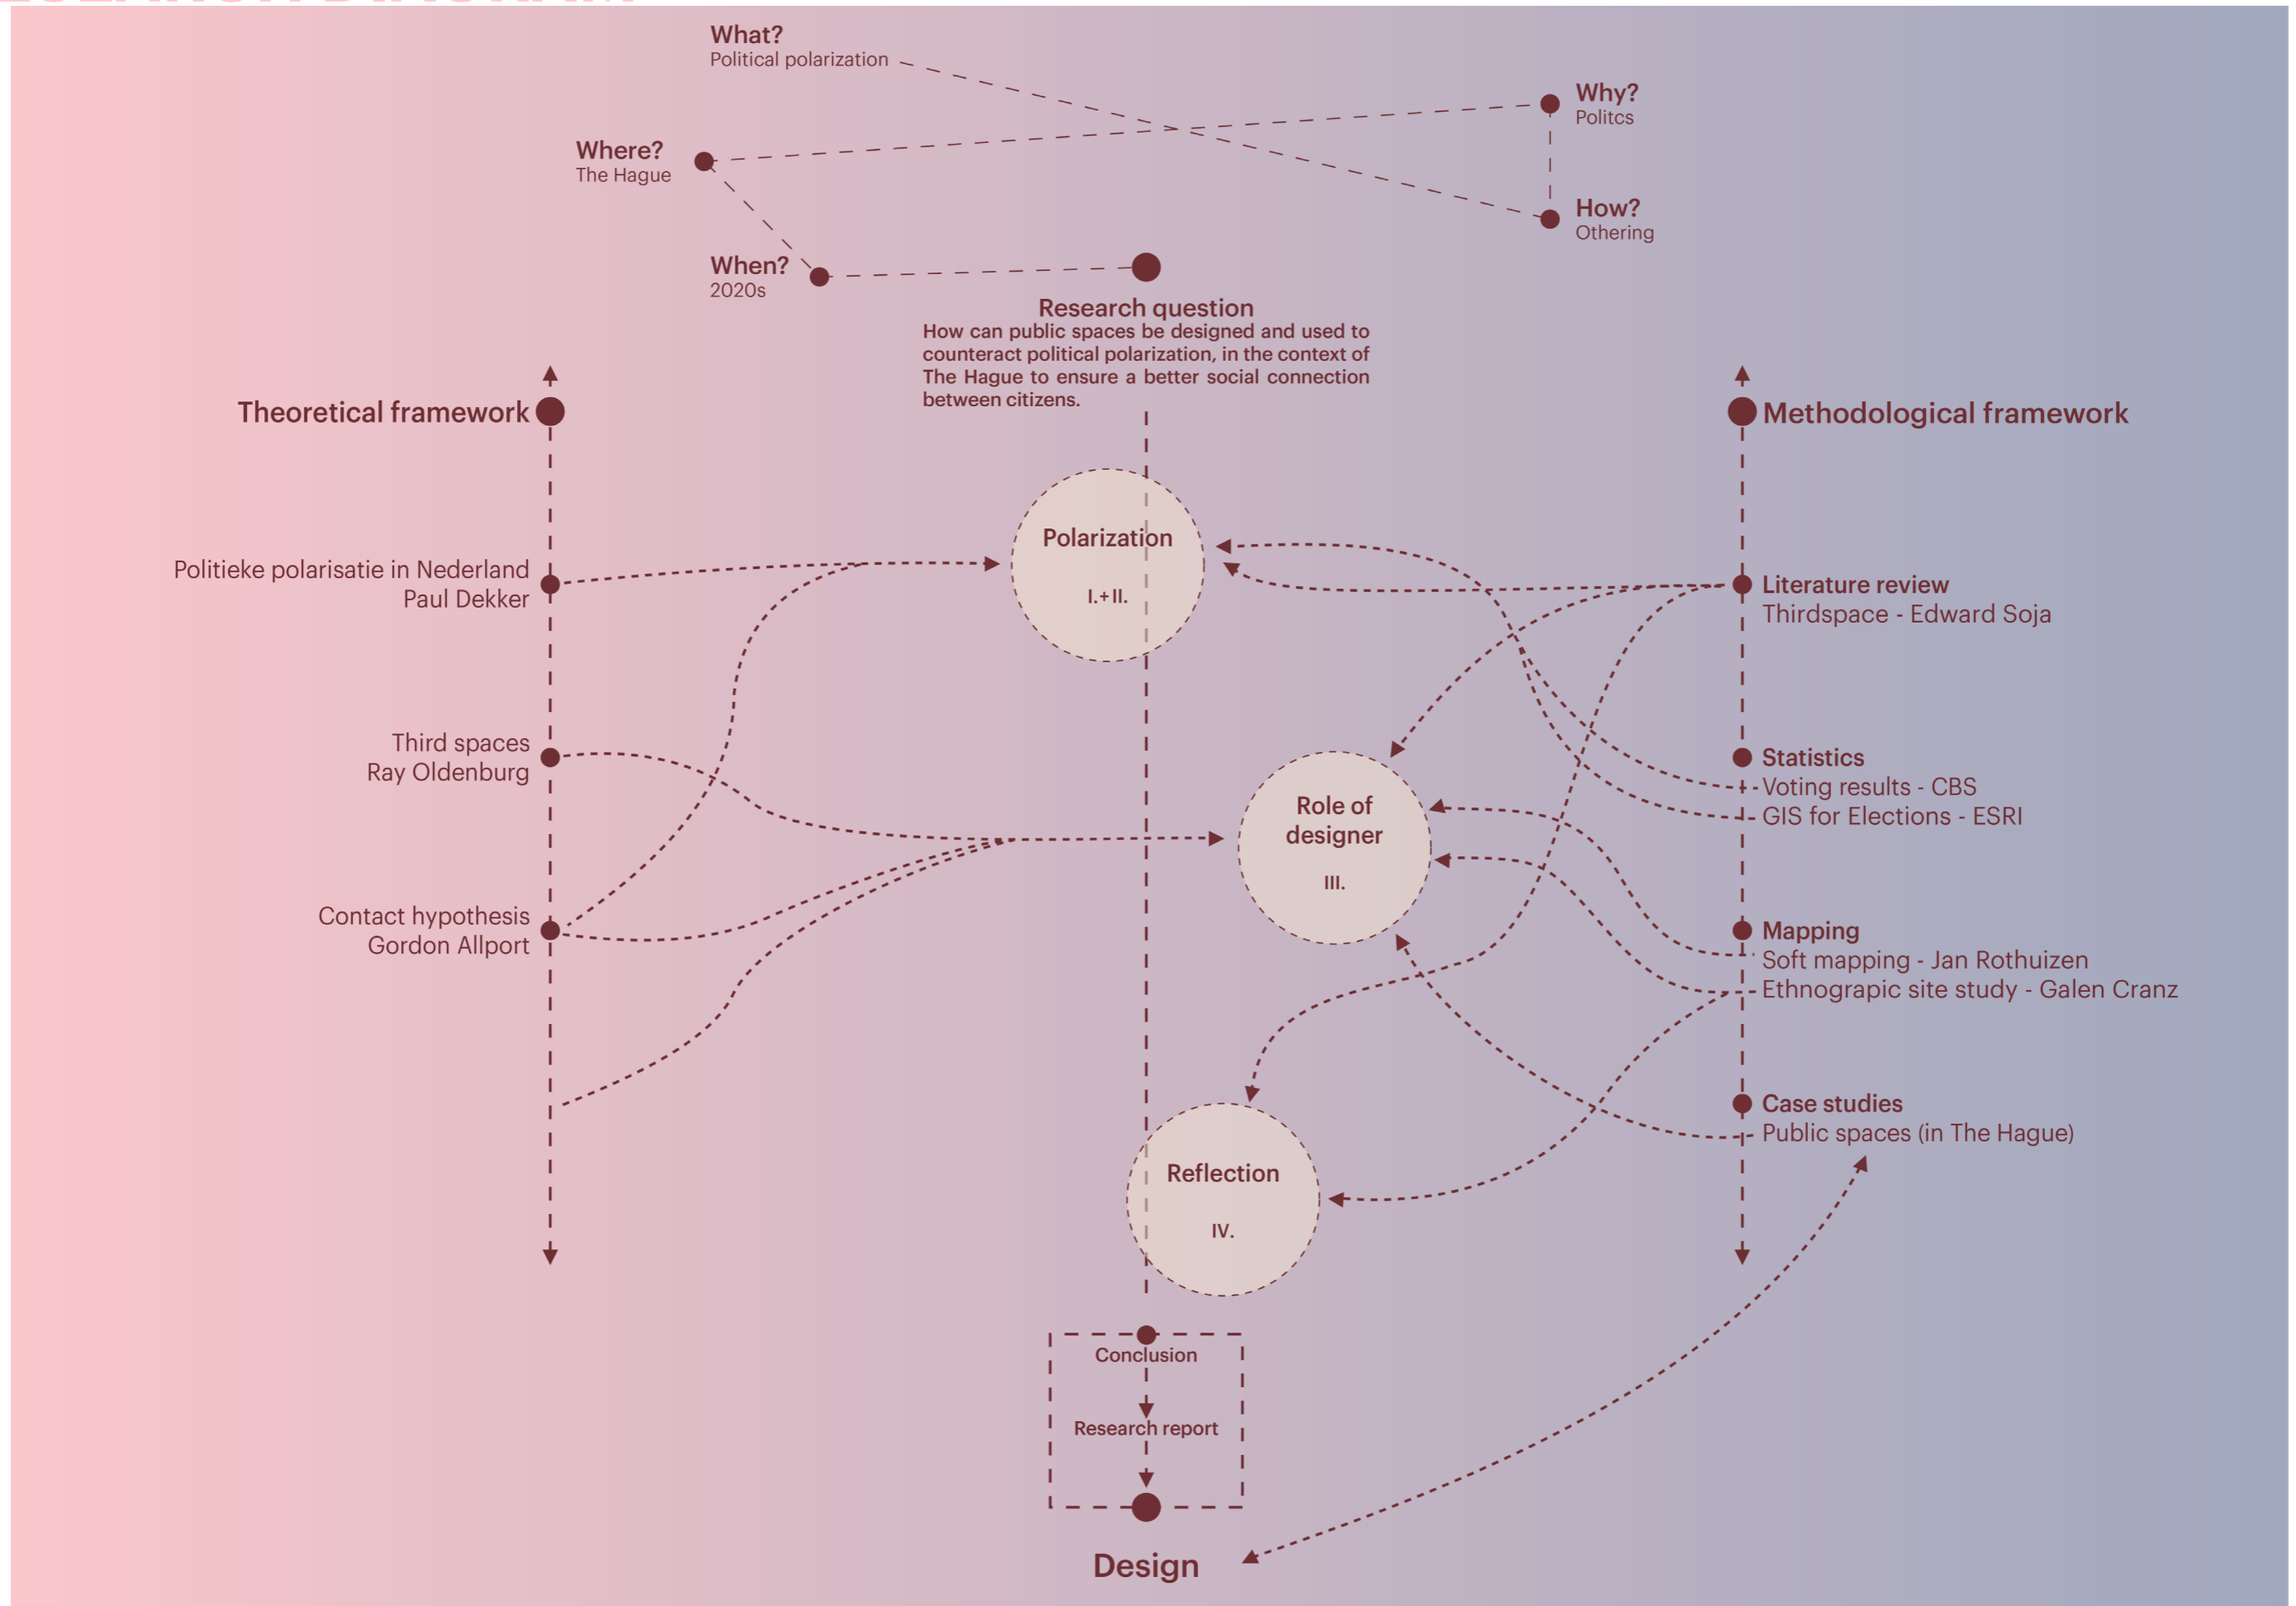 What?
Political polarization
Why?
Politcs
Where?
The Hague
How?
Othering
When?
2020s
Research question
How can public spaces be designed and used to
counteract political polarization, in the context of
The Hague to ensure a better social connection
between citizens.
Theoretical framework
Politieke polarisatie in Nederland
Paul Dekker
Third spaces
Ray Oldenburg
Contact hypothesis
Gordon Allport
Polarization
I.+II.
Role of
designer
III.
Reflection
IV.
Methodological framework
Literature review
Thirdspace - Edward Soja
Statistics
Voting results - CBS
GIS for Elections - ESRI
Mapping
Soft mapping - Jan Rothuizen
Ethnograpic site study - Galen Cranz
Case studies
Public spaces (in The Hague)
Conclusion
Research report
Design